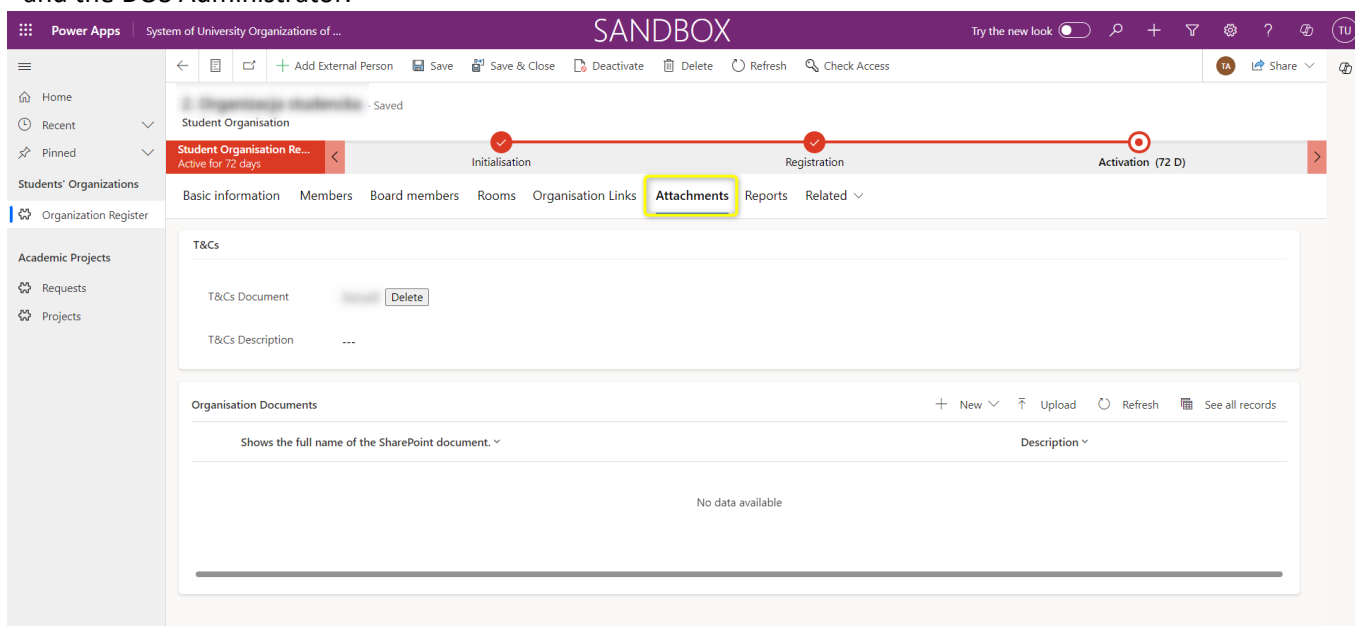 and the DUS Administrator.
Power Apps System of University Organizations of ... SANDBOX Try the new look TU
Add External Person Save Save & Close Deactivate Delete Refresh Check Access TA Share
Home
Recent
Pinned
Students' Organizations
Organization Register
Academic Projects
Requests
Projects
- Saved
Student Organisation
Student Organisation Re...
Active for 72 days
Initialisation Registration Activation (72 D)
Basic information Members Board members Rooms Organisation Links Attachments Reports Related
T&Cs
T&Cs Document Delete
T&Cs Description ---
Organisation Documents New Upload Refresh See all records
Shows the full name of the SharePoint document. Description
No data available